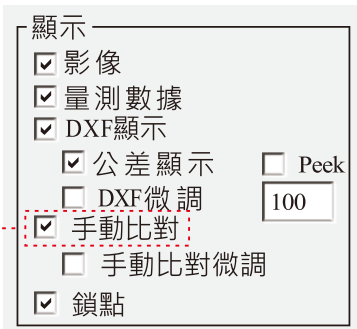 顯示
影像
量測數據
DXF顯示
公差顯示 Peek
DXF微調 100
手動比對
手動比對微調
鎖點